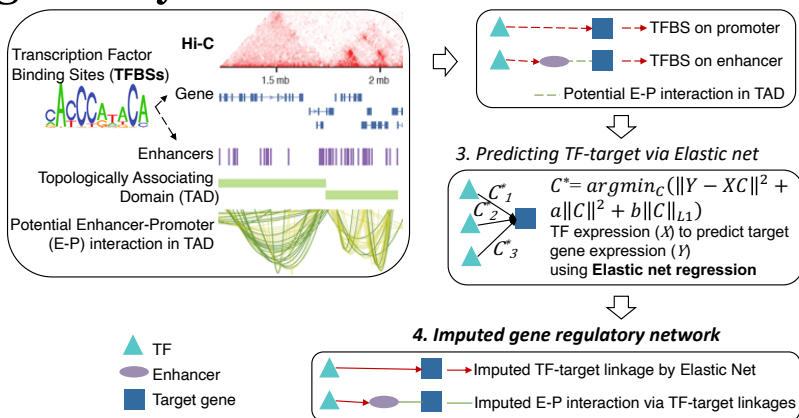 Hi-C
1.5 mb
2 mb
Transcription Factor
Binding Sites (TFBSs)
CACCCATACA
Gene
Enhancers
Topologically Associating
Domain (TAD)
Potential Enhancer-Promoter
(E-P) interaction in TAD
TFBS on promoter
TFBS on enhancer
Potential E-P interaction in TAD
3. Predicting TF-target via Elastic net
C*1
C*2
C*3
C*= argmin_C(‖Y − XC‖² +
a‖C‖² + b‖C‖_L1)
TF expression (X) to predict target
gene expression (Y)
using Elastic net regression
4. Imputed gene regulatory network
Imputed TF-target linkage by Elastic Net
Imputed E-P interaction via TF-target linkages
TF
Enhancer
Target gene